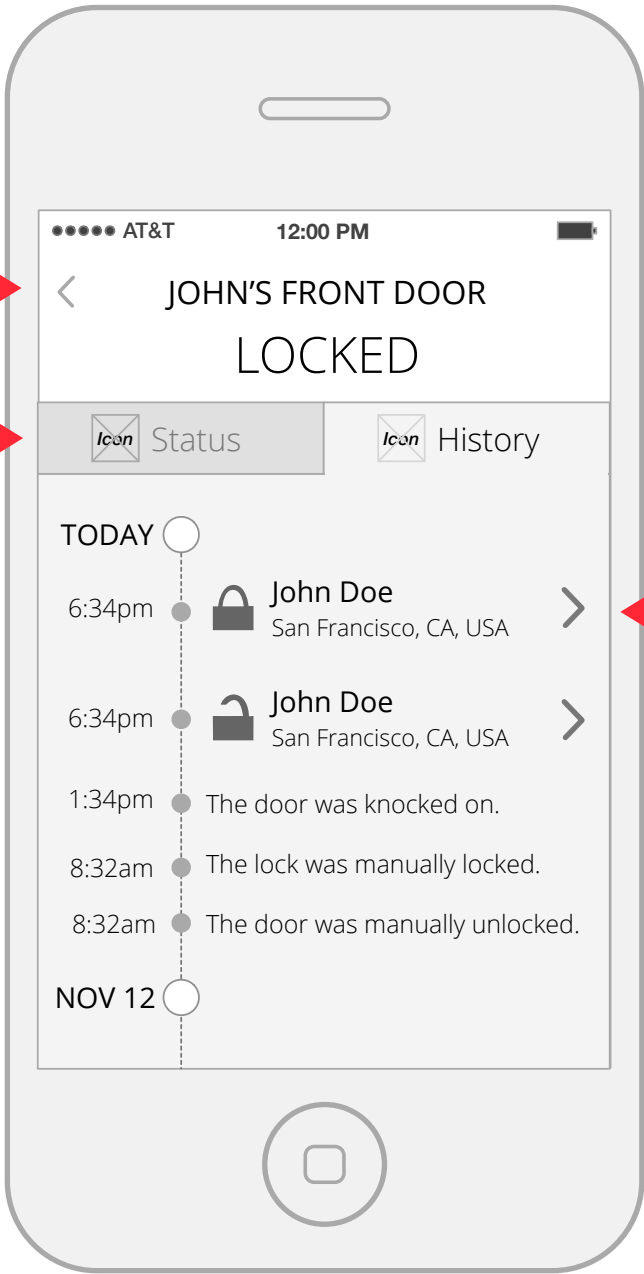 AT&T 12:00 PM
JOHN'S FRONT DOOR
LOCKED
Icon Status Icon History
TODAY
6:34pm John Doe
San Francisco, CA, USA
6:34pm John Doe
San Francisco, CA, USA
1:34pm The door was knocked on.
8:32am The lock was manually locked.
8:32am The door was manually unlocked.
NOV 12